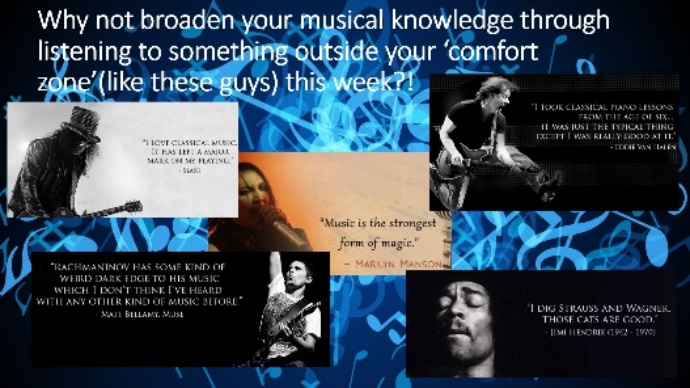 Why not broaden your musical knowledge through
listening to something outside your ‘comfort
zone’(like these guys) this week?!
"I LOVE CLASSICAL MUSIC.
IT HAS LEFT A MAJOR
MARK ON MY PLAYING."
- SLASH
"I TOOK CLASSICAL PIANO LESSONS
FROM THE AGE OF SIX...
IT WAS JUST THE TYPICAL THING
EXCEPT I WAS REALLY GOOD AT IT."
- EDDIE VAN HALEN
"Music is the strongest
form of magic."
– MARILYN MANSON
"RACHMANINOV HAS SOME KIND OF
WEIRD DARK EDGE TO HIS MUSIC
WHICH I DON'T THINK I'VE HEARD
WITH ANY OTHER KIND OF MUSIC BEFORE."
- MATT BELLAMY, MUSE
"I DIG STRAUSS AND WAGNER,
THOSE CATS ARE GOOD."
- JIMI HENDRIX (1942 - 1970)